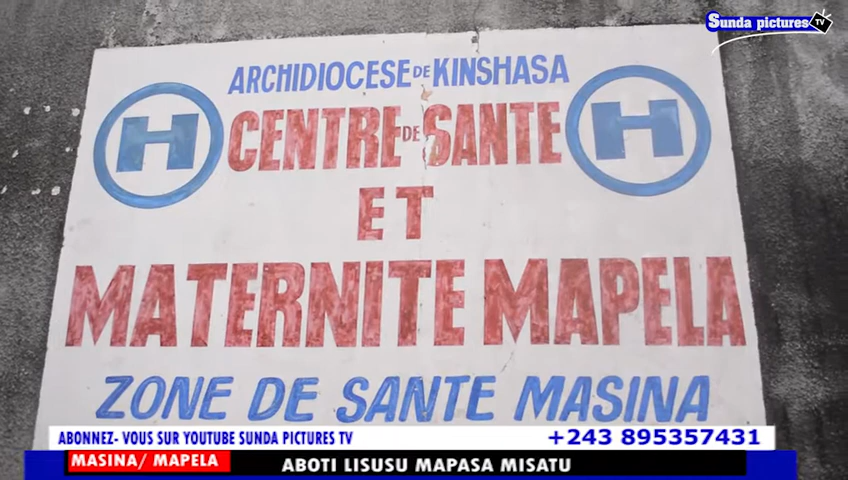 Sunda pictures TV
ARCHIDIOCESE DE KINSHASA
H CENTRE DE SANTE H
ET
MATERNITE MAPELA
ZONE DE SANTE MASINA
ABONNEZ- VOUS SUR YOUTUBE SUNDA PICTURES TV +243 895357431
MASINA/ MAPELA ABOTI LISUSU MAPASA MISATU